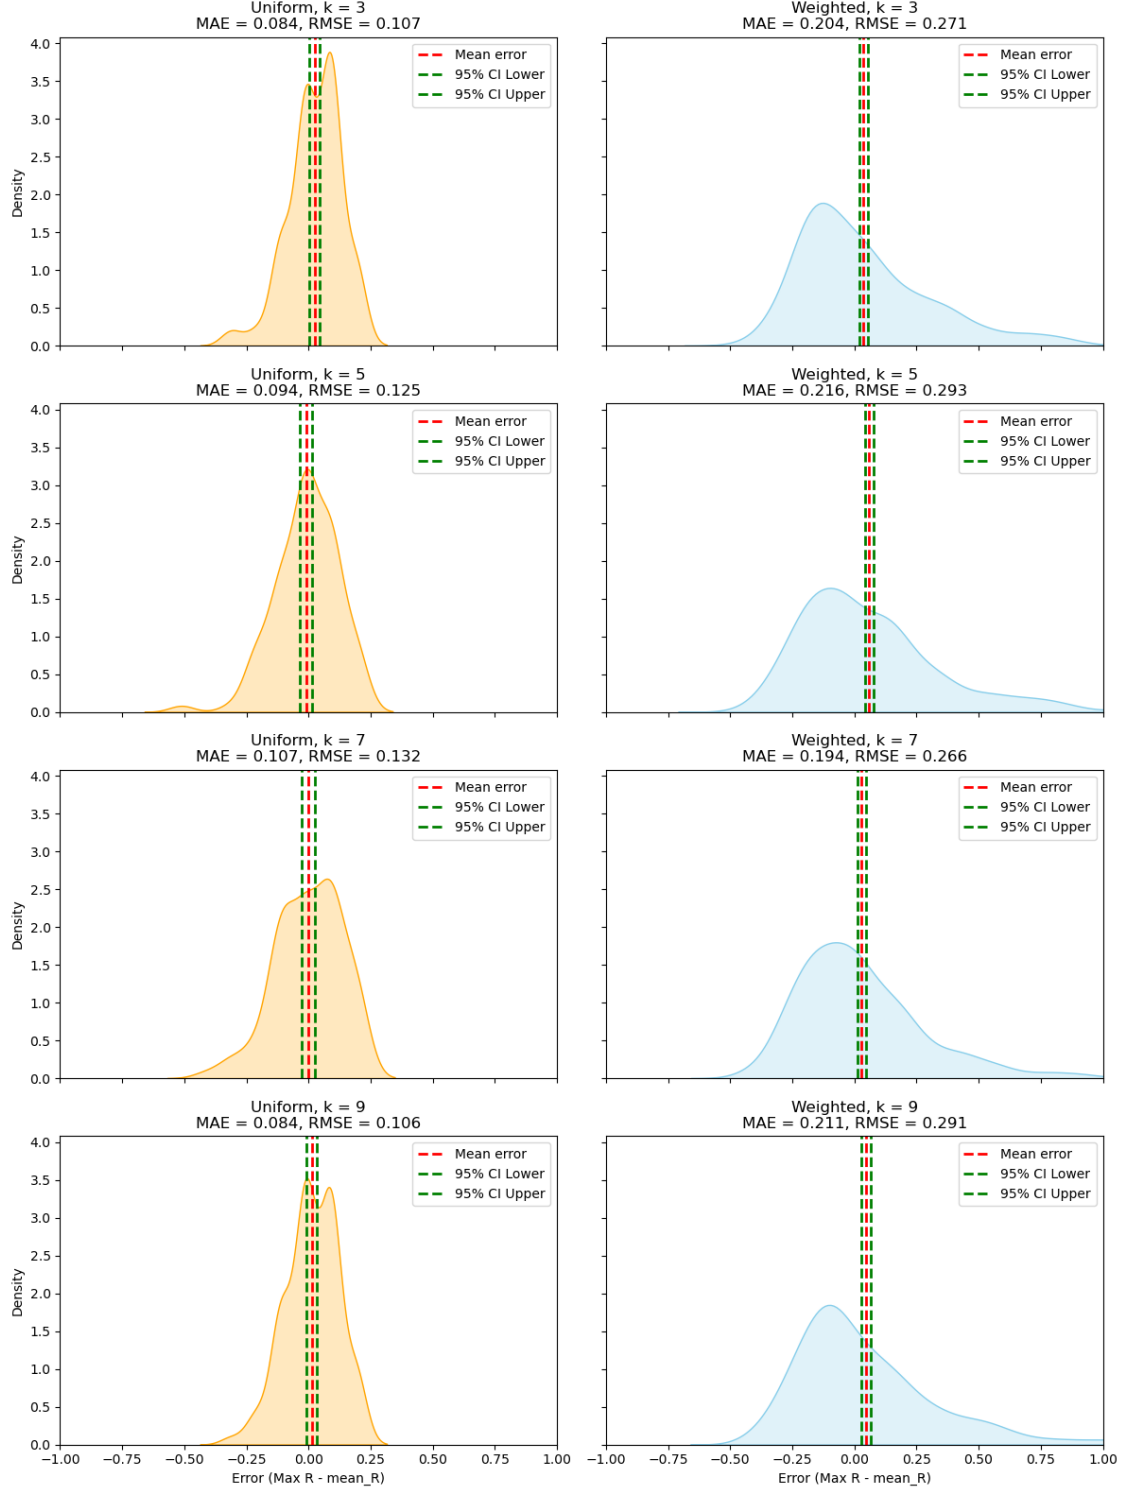 Uniform, k = 3
MAE = 0.084, RMSE = 0.107
4.0
3.5
3.0
2.5
2.0
1.5
1.0
0.5
0.0
Density
Mean error
95% CI Lower
95% CI Upper
Weighted, k = 3
MAE = 0.204, RMSE = 0.271
Mean error
95% CI Lower
95% CI Upper
Uniform, k = 5
MAE = 0.094, RMSE = 0.125
4.0
3.5
3.0
2.5
2.0
1.5
1.0
0.5
0.0
Density
Mean error
95% CI Lower
95% CI Upper
Weighted, k = 5
MAE = 0.216, RMSE = 0.293
Mean error
95% CI Lower
95% CI Upper
Uniform, k = 7
MAE = 0.107, RMSE = 0.132
4.0
3.5
3.0
2.5
2.0
1.5
1.0
0.5
0.0
Density
Mean error
95% CI Lower
95% CI Upper
Weighted, k = 7
MAE = 0.194, RMSE = 0.266
Mean error
95% CI Lower
95% CI Upper
Uniform, k = 9
MAE = 0.084, RMSE = 0.106
4.0
3.5
3.0
2.5
2.0
1.5
1.0
0.5
0.0
Density
Mean error
95% CI Lower
95% CI Upper
−1.00 −0.75 −0.50 −0.25 0.00 0.25 0.50 0.75 1.00
Error (Max R - mean_R)
Weighted, k = 9
MAE = 0.211, RMSE = 0.291
Mean error
95% CI Lower
95% CI Upper
−1.00 −0.75 −0.50 −0.25 0.00 0.25 0.50 0.75 1.00
Error (Max R - mean_R)